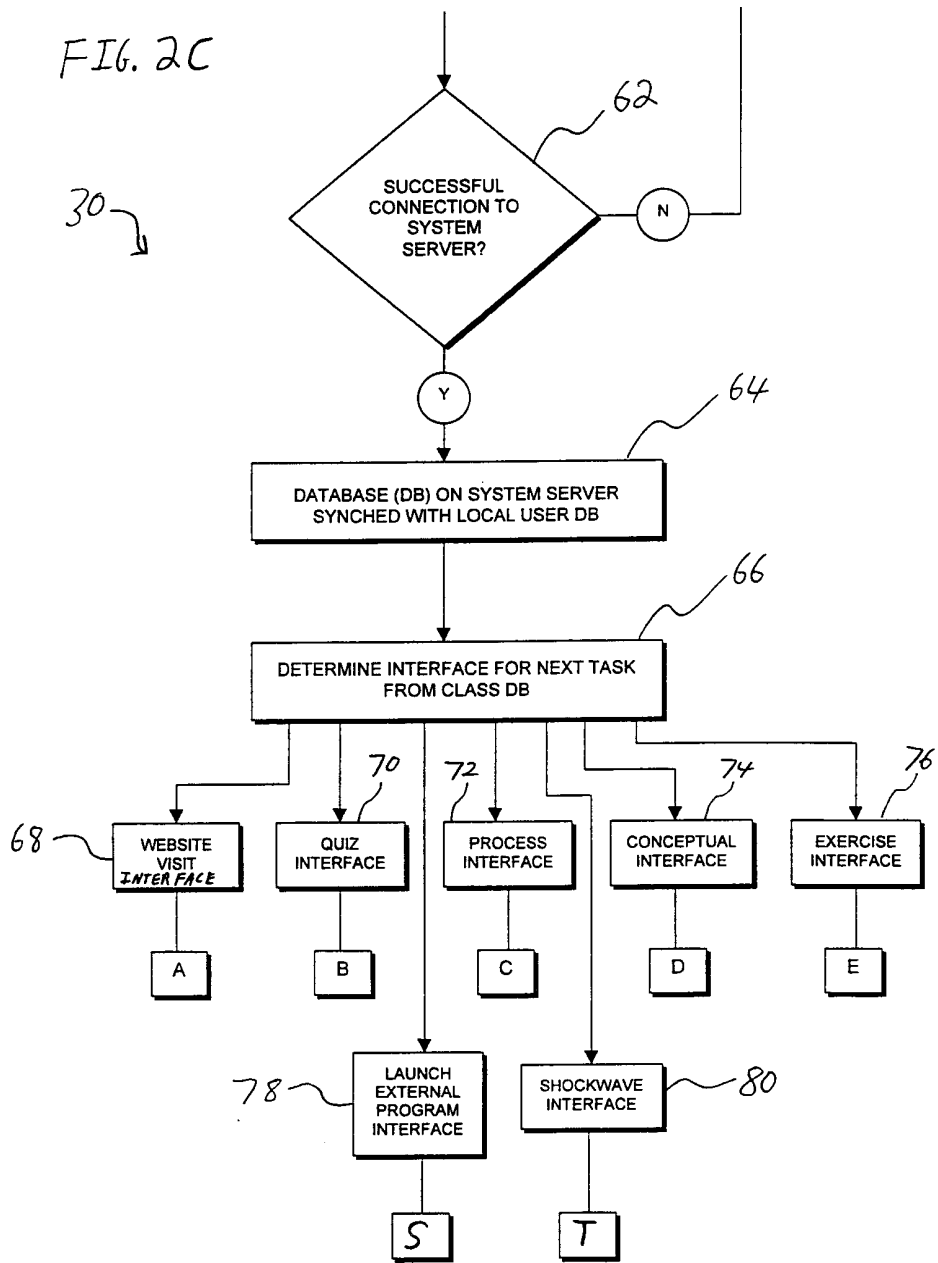 FIG. 2C
62
30
SUCCESSFUL
CONNECTION TO
SYSTEM
SERVER?
N
Y
64
DATABASE (DB) ON SYSTEM SERVER
SYNCHED WITH LOCAL USER DB
66
DETERMINE INTERFACE FOR NEXT TASK
FROM CLASS DB
68
WEBSITE
VISIT
INTERFACE
70
QUIZ
INTERFACE
72
PROCESS
INTERFACE
74
CONCEPTUAL
INTERFACE
76
EXERCISE
INTERFACE
A
B
C
D
E
78
LAUNCH
EXTERNAL
PROGRAM
INTERFACE
SHOCKWAVE
INTERFACE
80
S
T